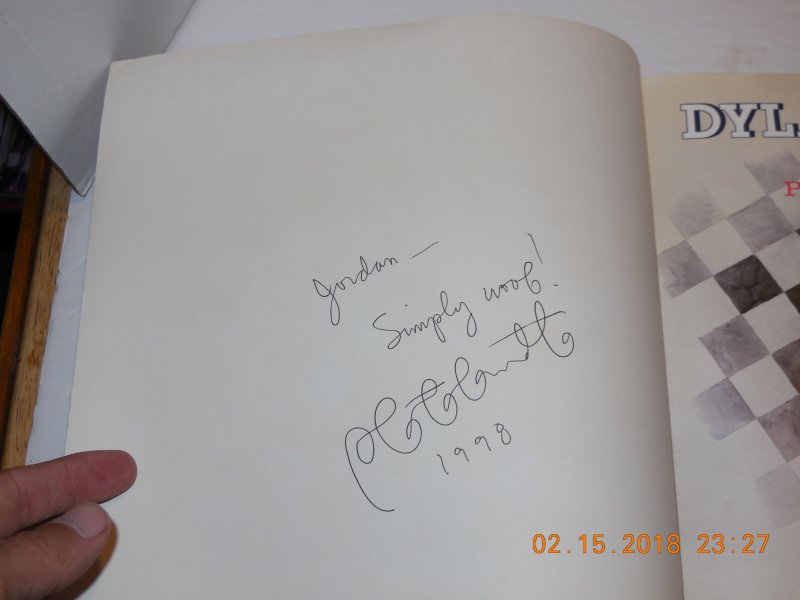 Jordan —
Simply woof!
1998
DYL
P
02.15.2018 23:27